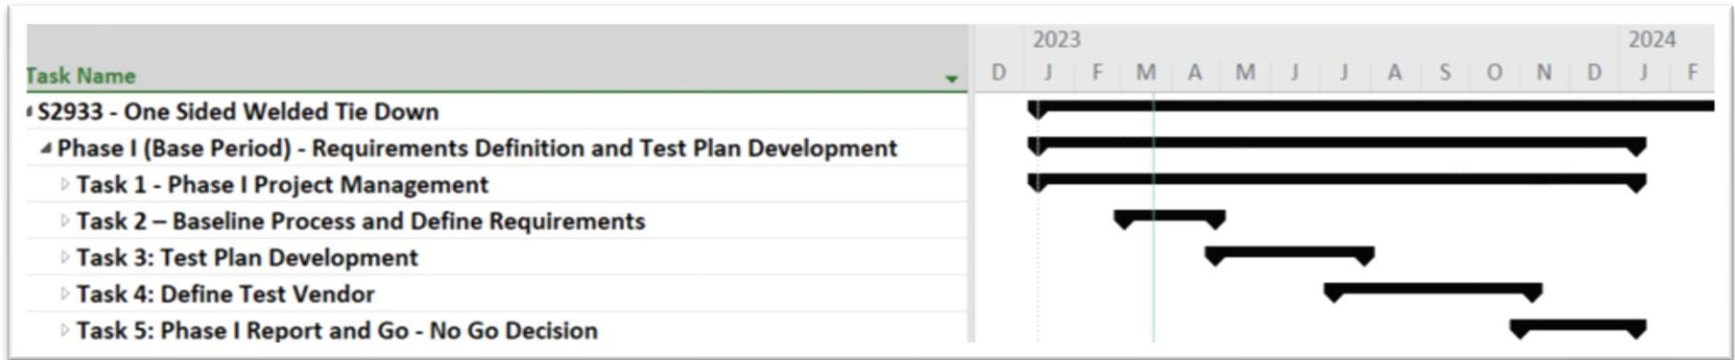 2023 2024
Task Name D J F M A M J J A S O N D J F
S2933 - One Sided Welded Tie Down
Phase I (Base Period) - Requirements Definition and Test Plan Development
Task 1 - Phase I Project Management
Task 2 – Baseline Process and Define Requirements
Task 3: Test Plan Development
Task 4: Define Test Vendor
Task 5: Phase I Report and Go - No Go Decision